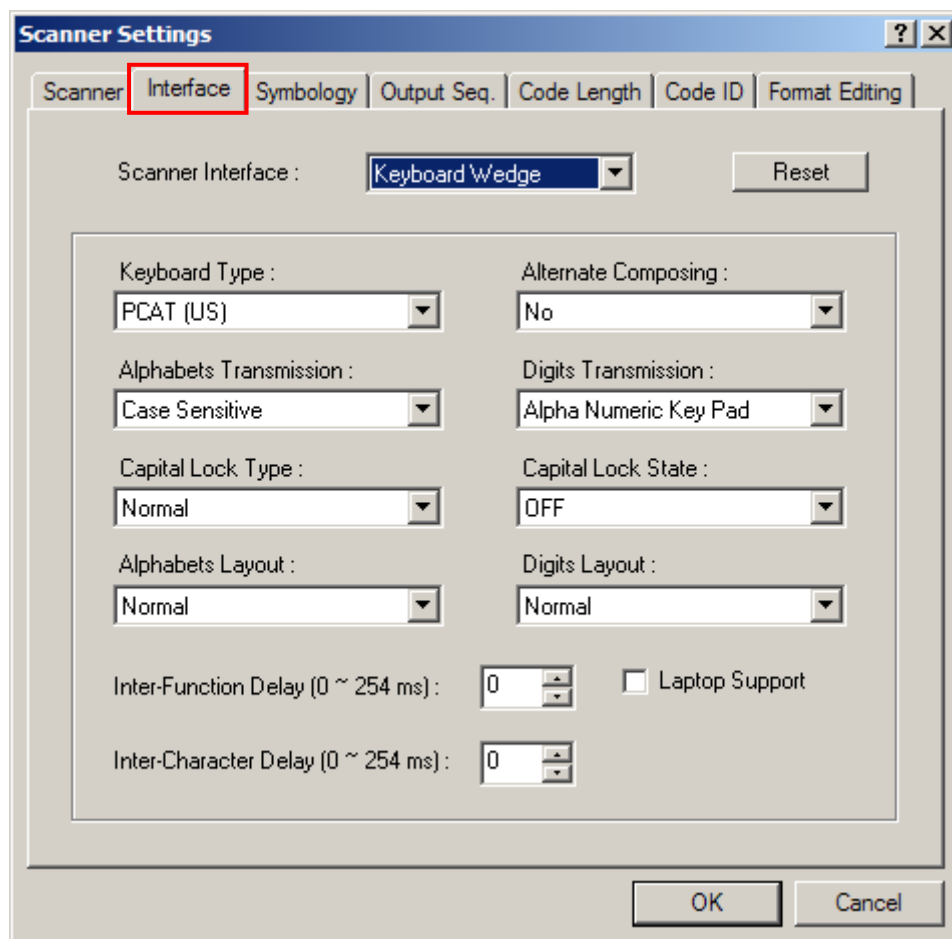 Scanner Settings
Scanner Interface Symbology Output Seq. Code Length Code ID Format Editing
Scanner Interface : Keyboard Wedge Reset
Keyboard Type : Alternate Composing :
PCAT (US) No
Alphabets Transmission : Digits Transmission :
Case Sensitive Alpha Numeric Key Pad
Capital Lock Type : Capital Lock State :
Normal OFF
Alphabets Layout : Digits Layout :
Normal Normal
Inter-Function Delay (0 ~ 254 ms) : 0 Laptop Support
Inter-Character Delay (0 ~ 254 ms) : 0
OK Cancel